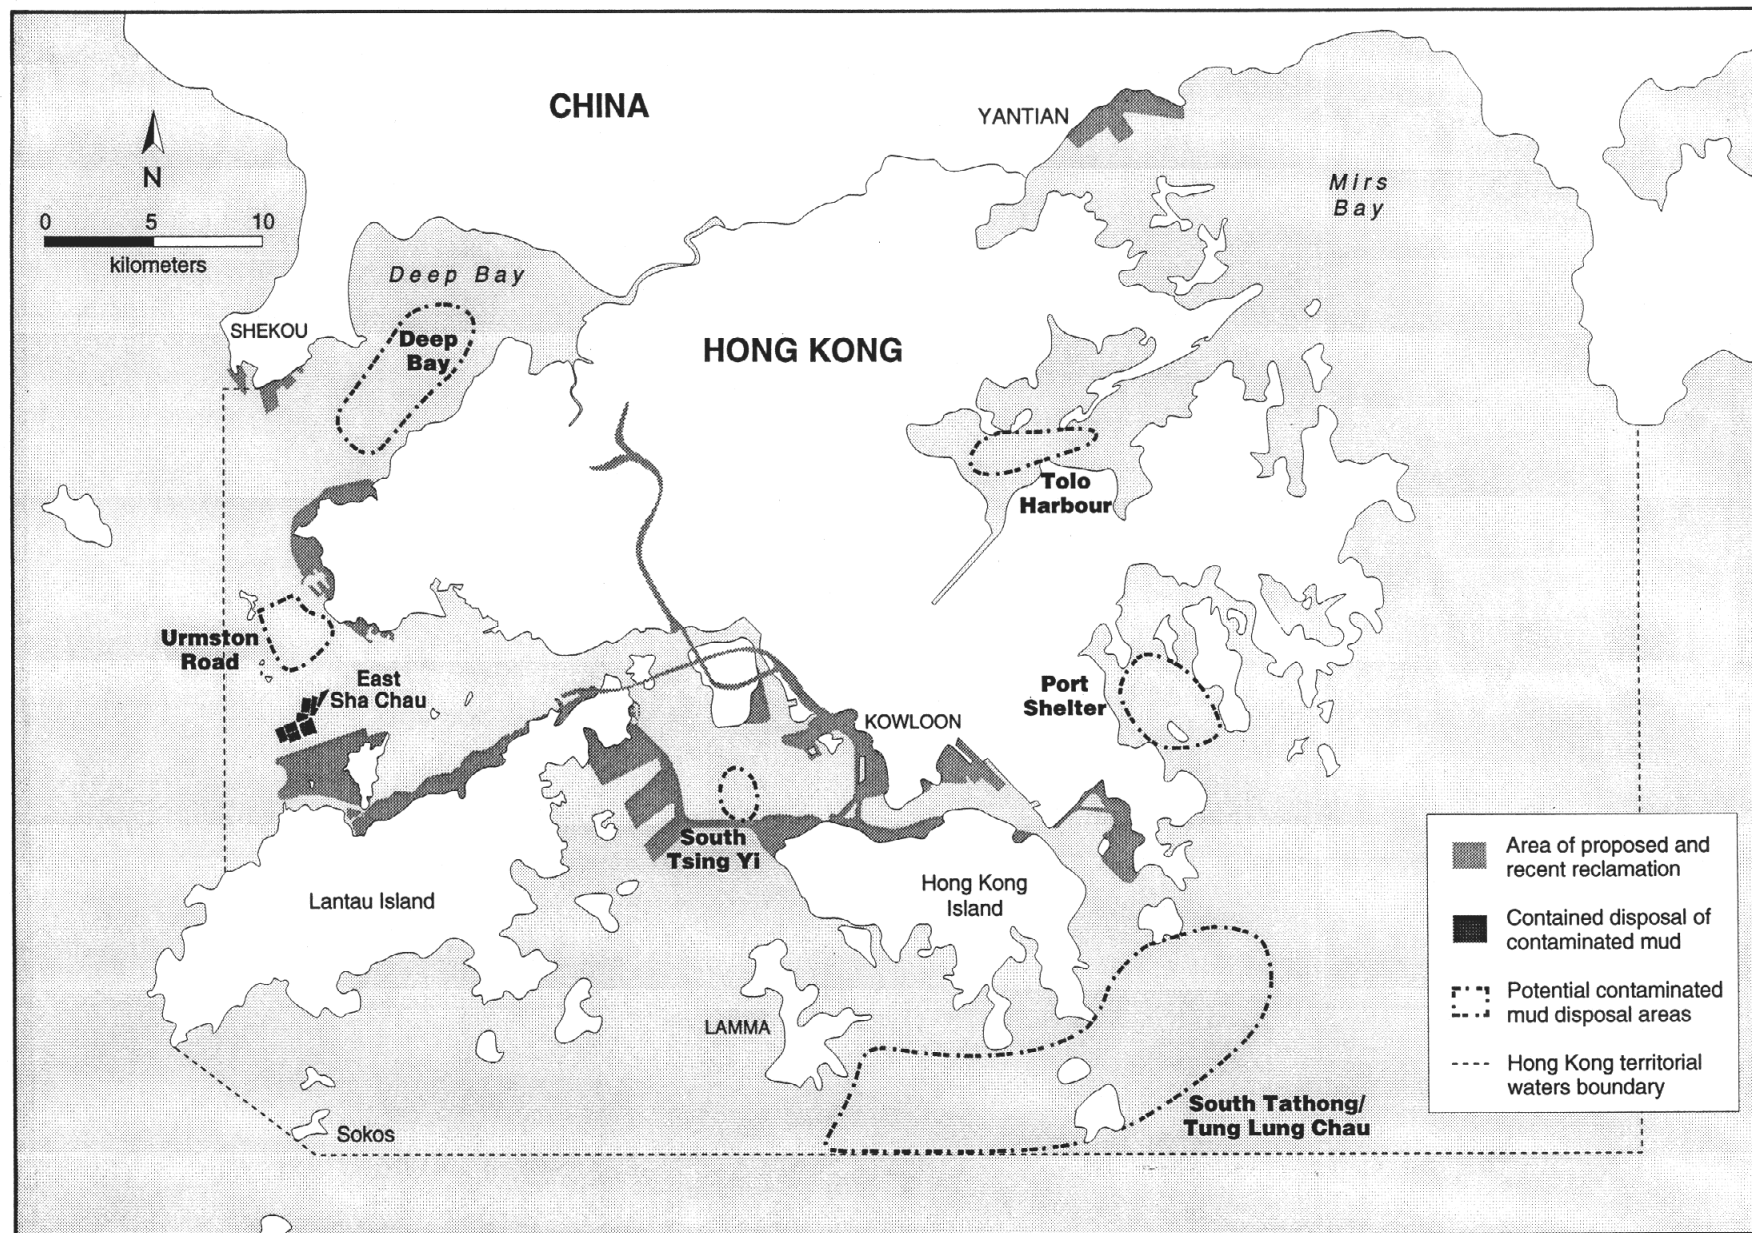 CHINA
YANTIAN
Mirs
Bay
N
0 5 10
kilometers
Deep Bay
SHEKOU
Deep
Bay
HONG KONG
Tolo
Harbour
Urmston
Road
East
Sha Chau
Port
Shelter
KOWLOON
South
Tsing Yi
Lantau Island
Hong Kong
Island
LAMMA
Sokos
South Tathong/
Tung Lung Chau
Area of proposed and
recent reclamation
Contained disposal of
contaminated mud
Potential contaminated
mud disposal areas
Hong Kong territorial
waters boundary